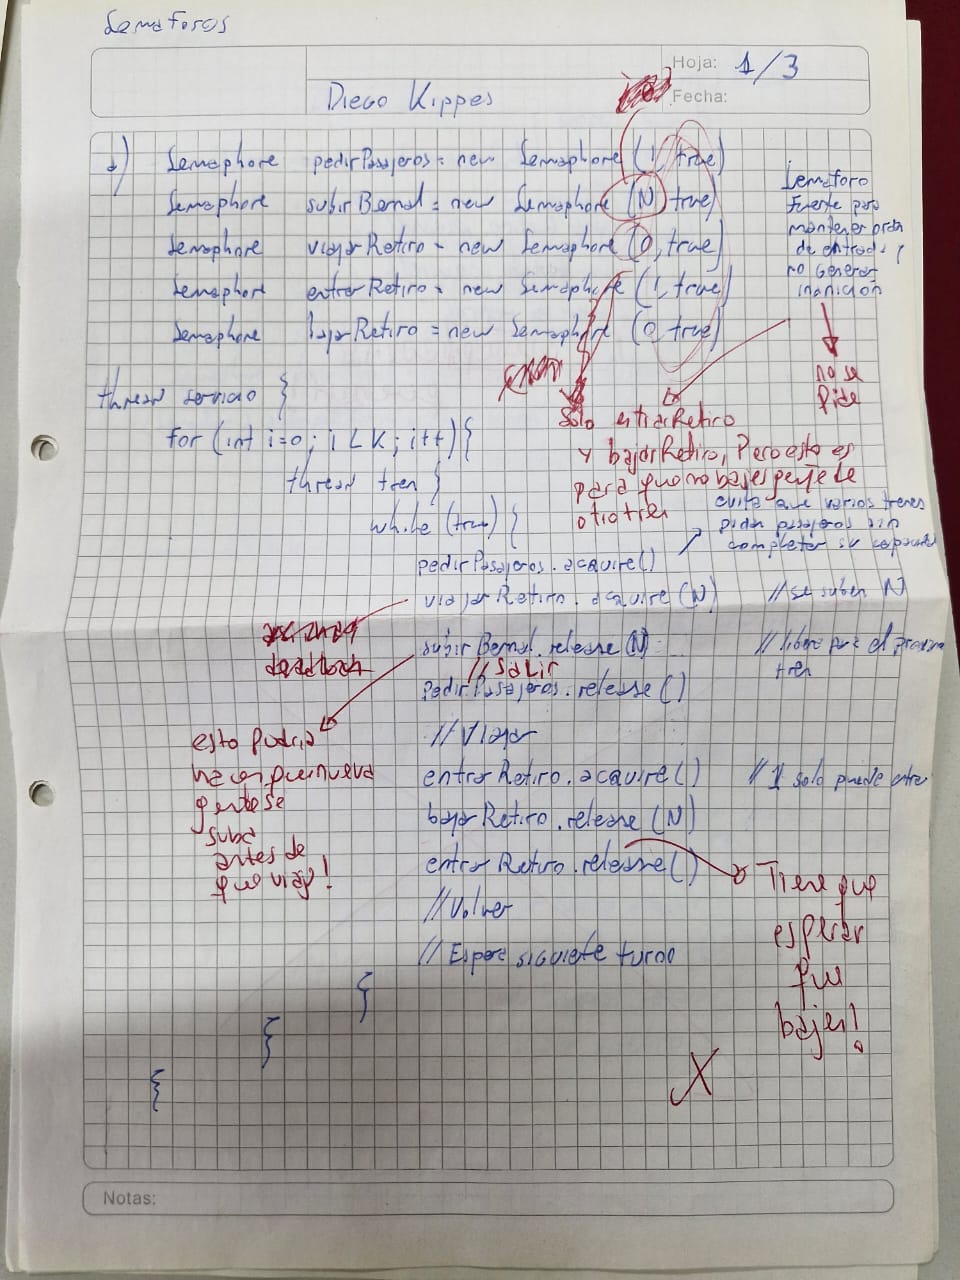 Semaforos
Hoja: 1/3
Diego Kippes
Fecha:
a) Semaphore pedirPasajeros = new Semaphore (1, true)
Semaphore subirBernal = new Semaphore (N, true)
Semaphore viajarRetiro = new Semaphore (0, true)
Semaphore entrarRetiro = new Semaphore (1, true)
Semaphore bajarRetiro = new Semaphore (0, true)
Semaforo
fuerte para
mantener orden
de entrada y
no generar
inanición
no se
pide
solo entrarRetiro
y bajarRetiro, Pero esto es
para que no bajes gente de
otro tren
thread servicio {
for (int i=0; i < K; i++) {
thread tren {
while (true) {
evita que varios trenes
pidan pasajeros sin
completar su capacidad
pedirPasajeros.acquire()
viajarRetiro.acquire(N) // se suben N
subirBernal.release(N) // libera para el proximo
tren
// salir
pedirPasajeros.release()
esto podria
hacer que nueva
gente se
suba
antes de
que viaje!
// Viajar
entrarRetiro.acquire() // 1 solo puede entrar
bajarRetiro.release(N)
entrarRetiro.release()
Tiene que
esperar
que
bajen!
// Volver
// Espera siguiente turno
}
}
}
X
Notas: